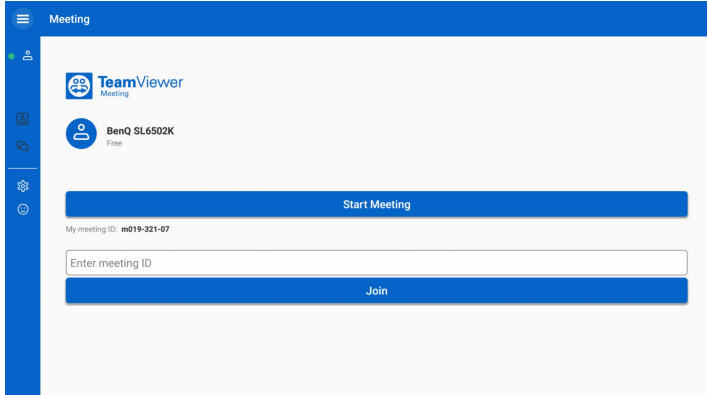 Meeting
TeamViewer
Meeting
BenQ SL6502K
Free
Start Meeting
My meeting ID: m019-321-07
Enter meeting ID
Join